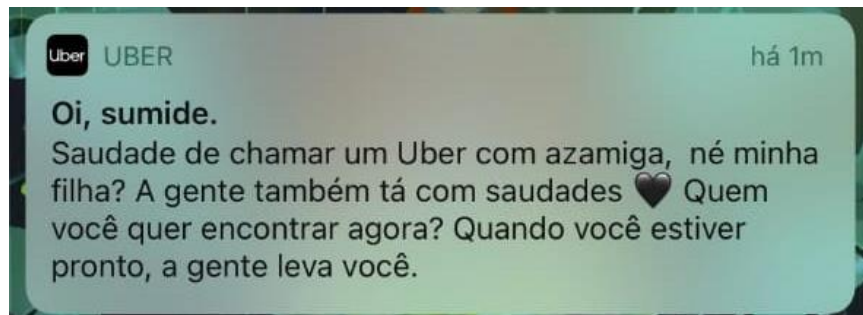 Uber UBER há 1m
Oi, sumide.
Saudade de chamar um Uber com azamiga,  né minha
filha? A gente também tá com saudades 🖤 Quem
você quer encontrar agora? Quando você estiver
pronto, a gente leva você.